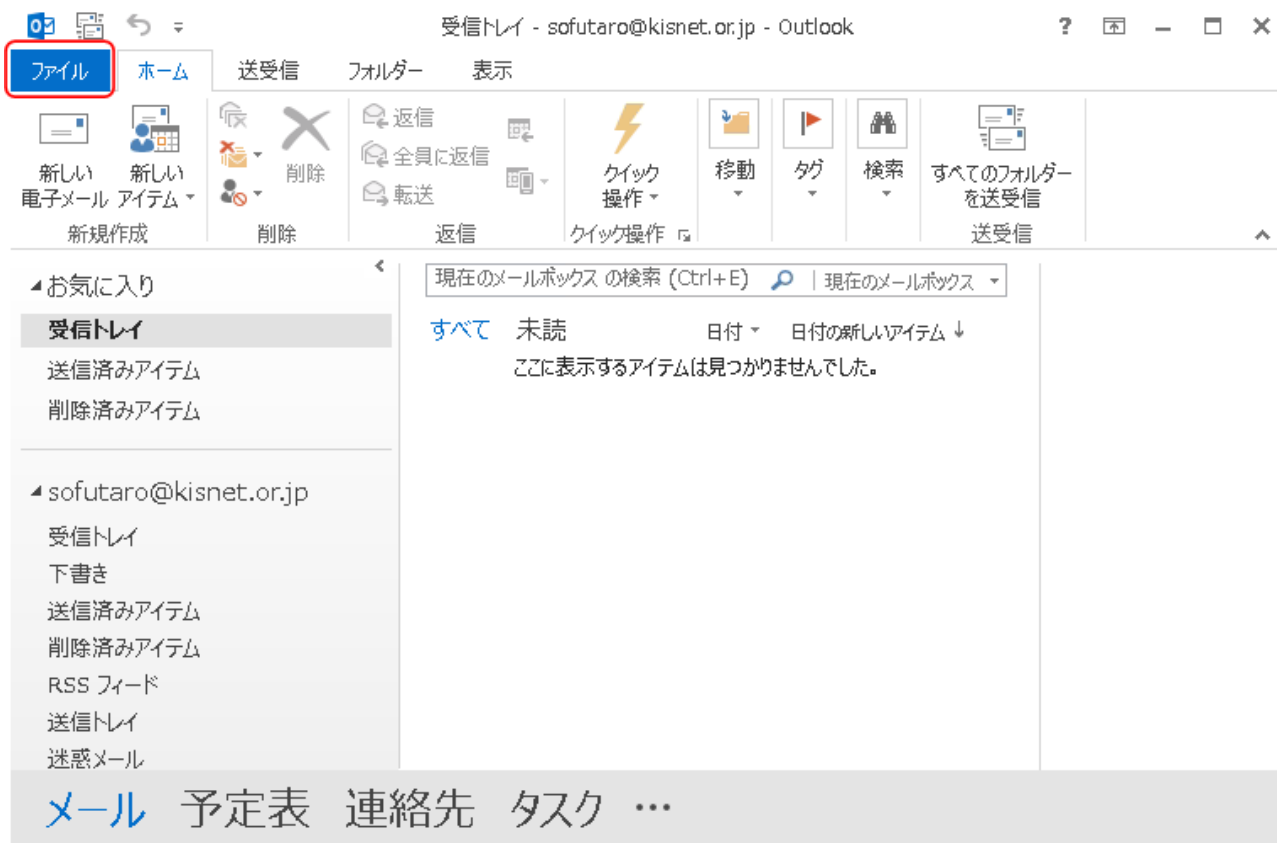 受信トレイ - sofutaro@kisnet.or.jp - Outlook
ファイル ホーム 送受信 フォルダー 表示
新しい
電子メール
新しい
アイテム
削除
返信
全員に返信
転送
クイック
操作
移動
タグ
検索
すべてのフォルダー
を送受信
新規作成 削除 返信 クイック操作 送受信
お気に入り
受信トレイ
送信済みアイテム
削除済みアイテム
sofutaro@kisnet.or.jp
受信トレイ
下書き
送信済みアイテム
削除済みアイテム
RSS フィード
送信トレイ
迷惑メール
現在のメールボックス の検索 (Ctrl+E) 現在のメールボックス
すべて 未読 日付 日付の新しいアイテム ↓
ここに表示するアイテムは見つかりませんでした。
メール 予定表 連絡先 タスク ···